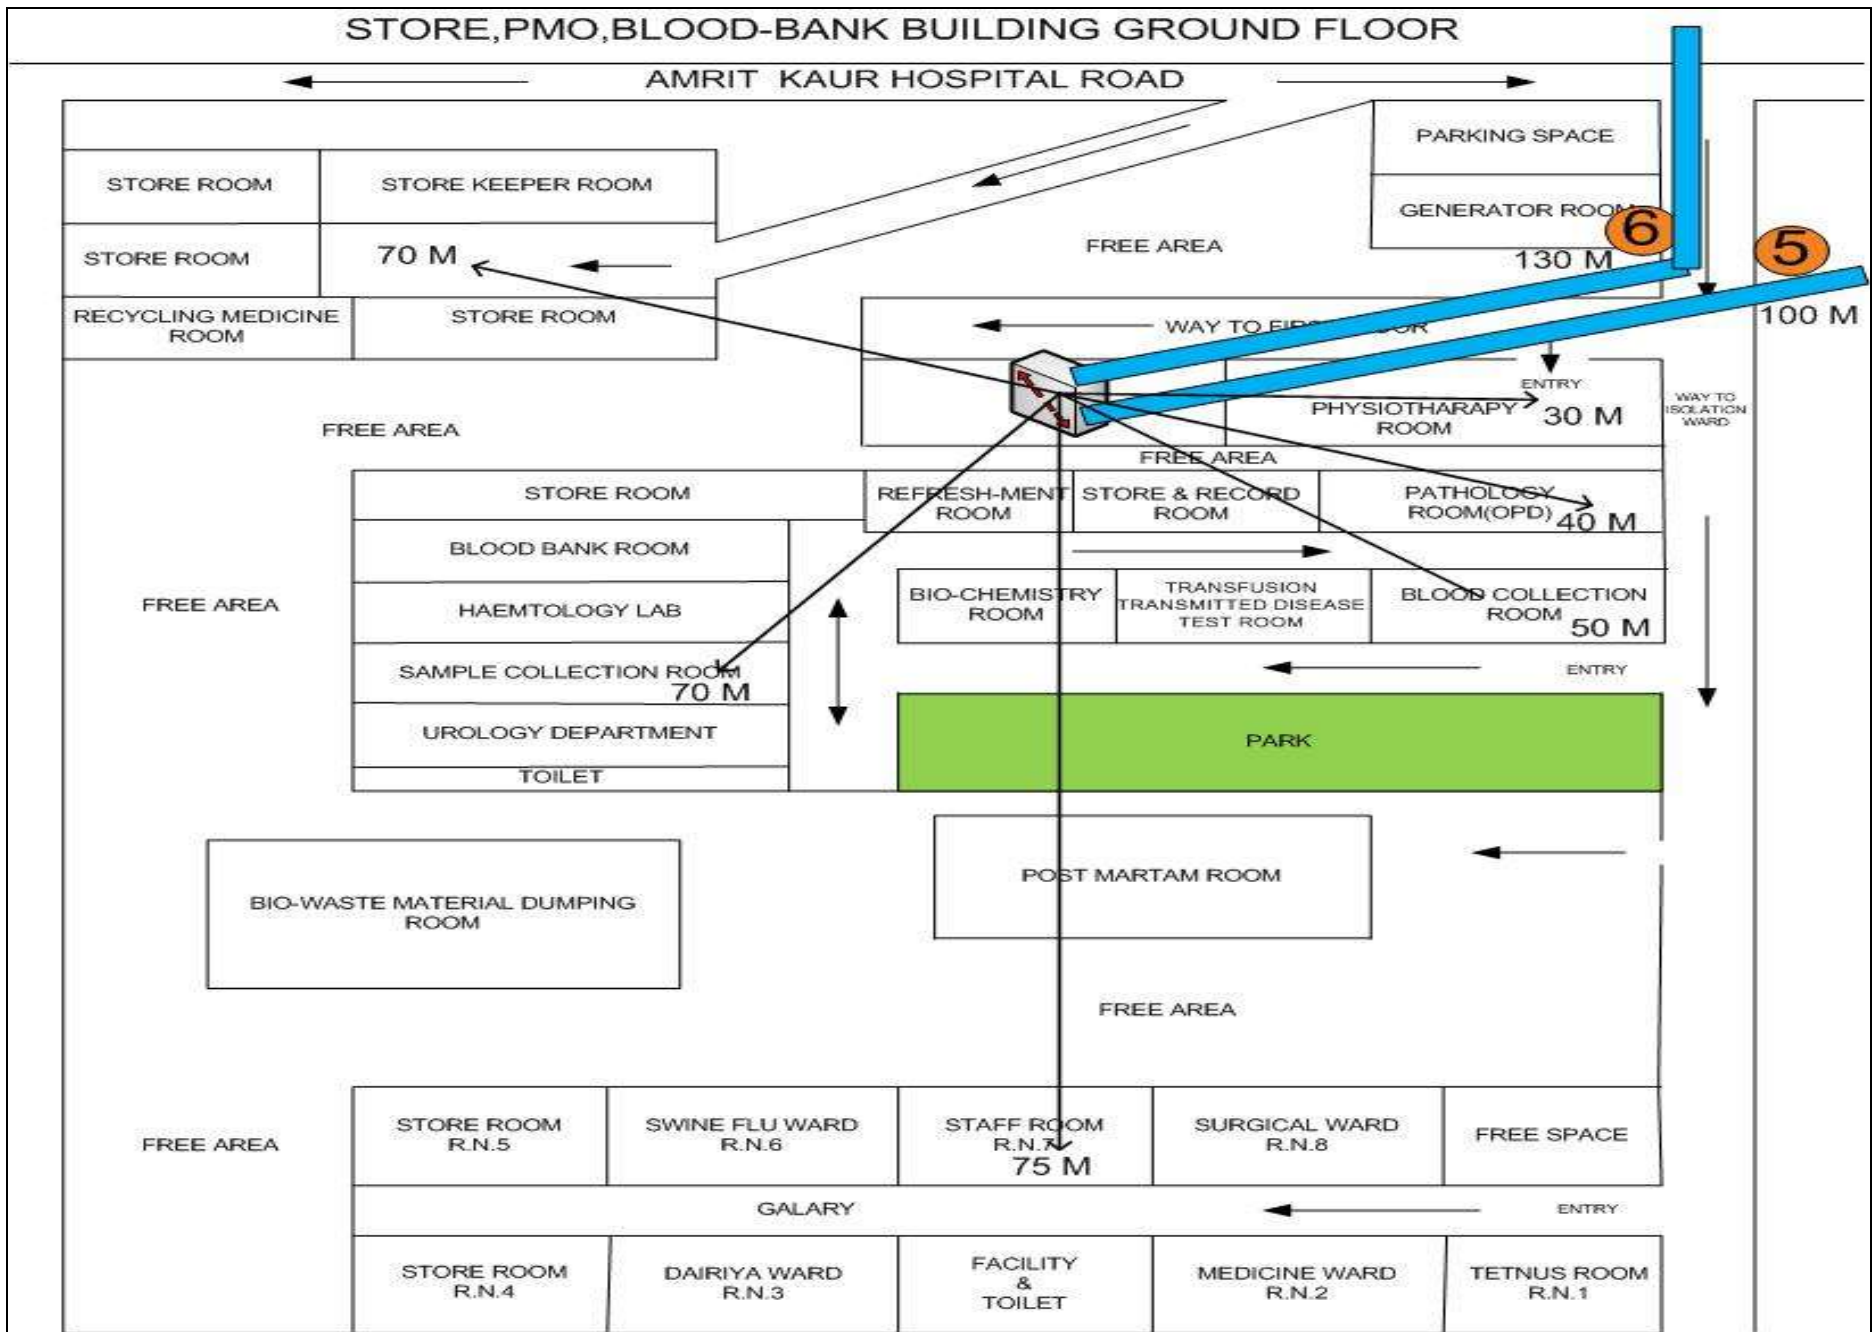 STORE,PMO,BLOOD-BANK BUILDING GROUND FLOOR
AMRIT KAUR HOSPITAL ROAD
PARKING SPACE
STORE ROOM
STORE KEEPER ROOM
GENERATOR ROOM
6
5
FREE AREA
STORE ROOM
70 M
130 M
100 M
RECYCLING MEDICINE
ROOM
STORE ROOM
WAY TO FIRST FLOOR
ENTRY
PHYSIOTHARAPY
ROOM
30 M
WAY TO
ISOLATION
WARD
FREE AREA
FREE AREA
STORE ROOM
REFRESH-MENT
ROOM
STORE & RECORD
ROOM
PATHOLOGY
ROOM(OPD)
40 M
BLOOD BANK ROOM
FREE AREA
HAEMTOLOGY LAB
BIO-CHEMISTRY
ROOM
TRANSFUSION
TRANSMITTED DISEASE
TEST ROOM
BLOOD COLLECTION
ROOM
50 M
SAMPLE COLLECTION ROOM
70 M
ENTRY
UROLOGY DEPARTMENT
PARK
TOILET
POST MARTAM ROOM
BIO-WASTE MATERIAL DUMPING
ROOM
FREE AREA
FREE AREA
STORE ROOM
R.N.5
SWINE FLU WARD
R.N.6
STAFF ROOM
R.N.7
75 M
SURGICAL WARD
R.N.8
FREE SPACE
GALARY
ENTRY
STORE ROOM
R.N.4
DAIRIYA WARD
R.N.3
FACILITY
&
TOILET
MEDICINE WARD
R.N.2
TETNUS ROOM
R.N.1